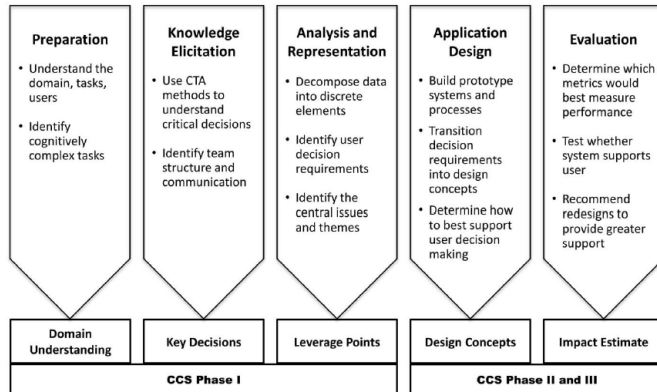 Preparation
• Understand the
domain, tasks,
users
• Identify
cognitively
complex tasks
Knowledge
Elicitation
• Use CTA
methods to
understand
critical decisions
• Identify team
structure and
communication
Analysis and
Representation
• Decompose data
into discrete
elements
• Identify user
decision
requirements
• Identify the
central issues
and themes
Application
Design
• Build prototype
systems and
processes
• Transition
decision
requirements
into design
concepts
• Determine how
to best support
user decision
making
Evaluation
• Determine which
metrics would
best measure
performance
• Test whether
system supports
user
• Recommend
redesigns to
provide greater
support
Domain
Understanding
Key Decisions
Leverage Points
Design Concepts
Impact Estimate
CCS Phase I
CCS Phase II and III